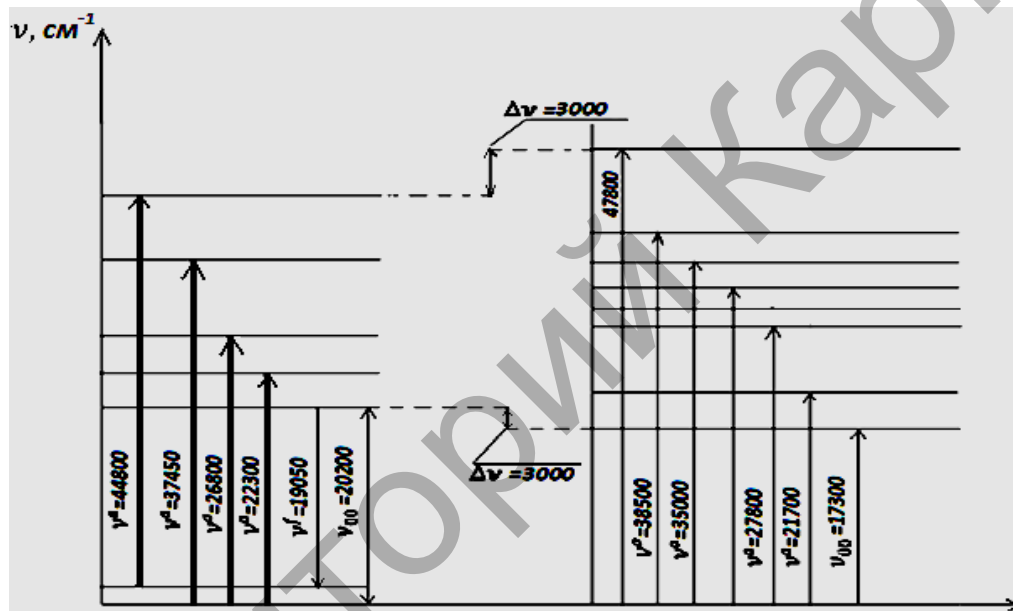 ν, см⁻¹
Δν =3000
47800
νᵃ=44800
νᵃ=37450
νᵃ=26800
νᵃ=22300
νᶠ=19050
ν₀₀ =20200
Δν =3000
νᵃ=38500
νᵃ=35000
νᵃ=27800
νᵃ=21700
ν₀₀ =17300
торий Кар